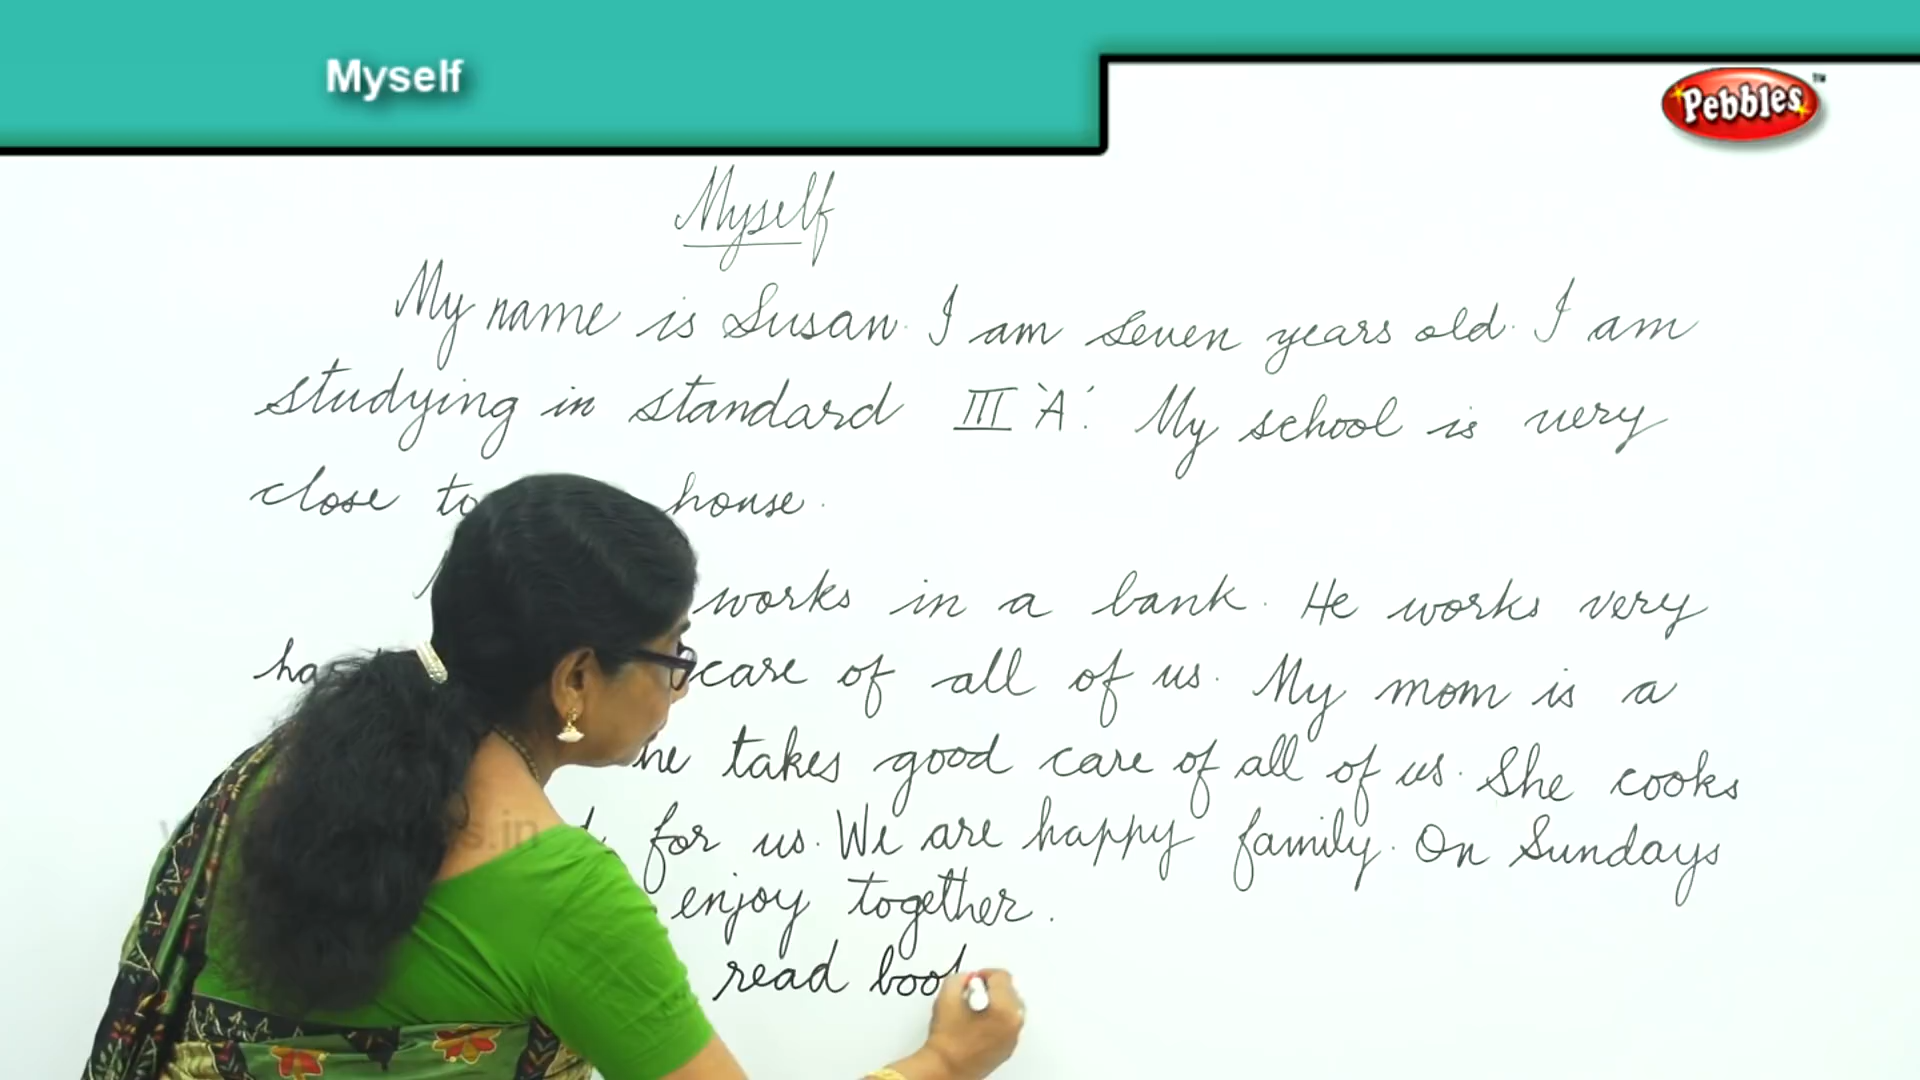 Myself
Pebbles™
Myself
My name is Susan. I am seven years old. I am
studying in standard III 'A'. My school is very
close to house.
works in a bank. He works very
care of all of us. My mom is a
takes good care of all of us. She cooks
for us. We are happy family. On Sundays
enjoy together.
read